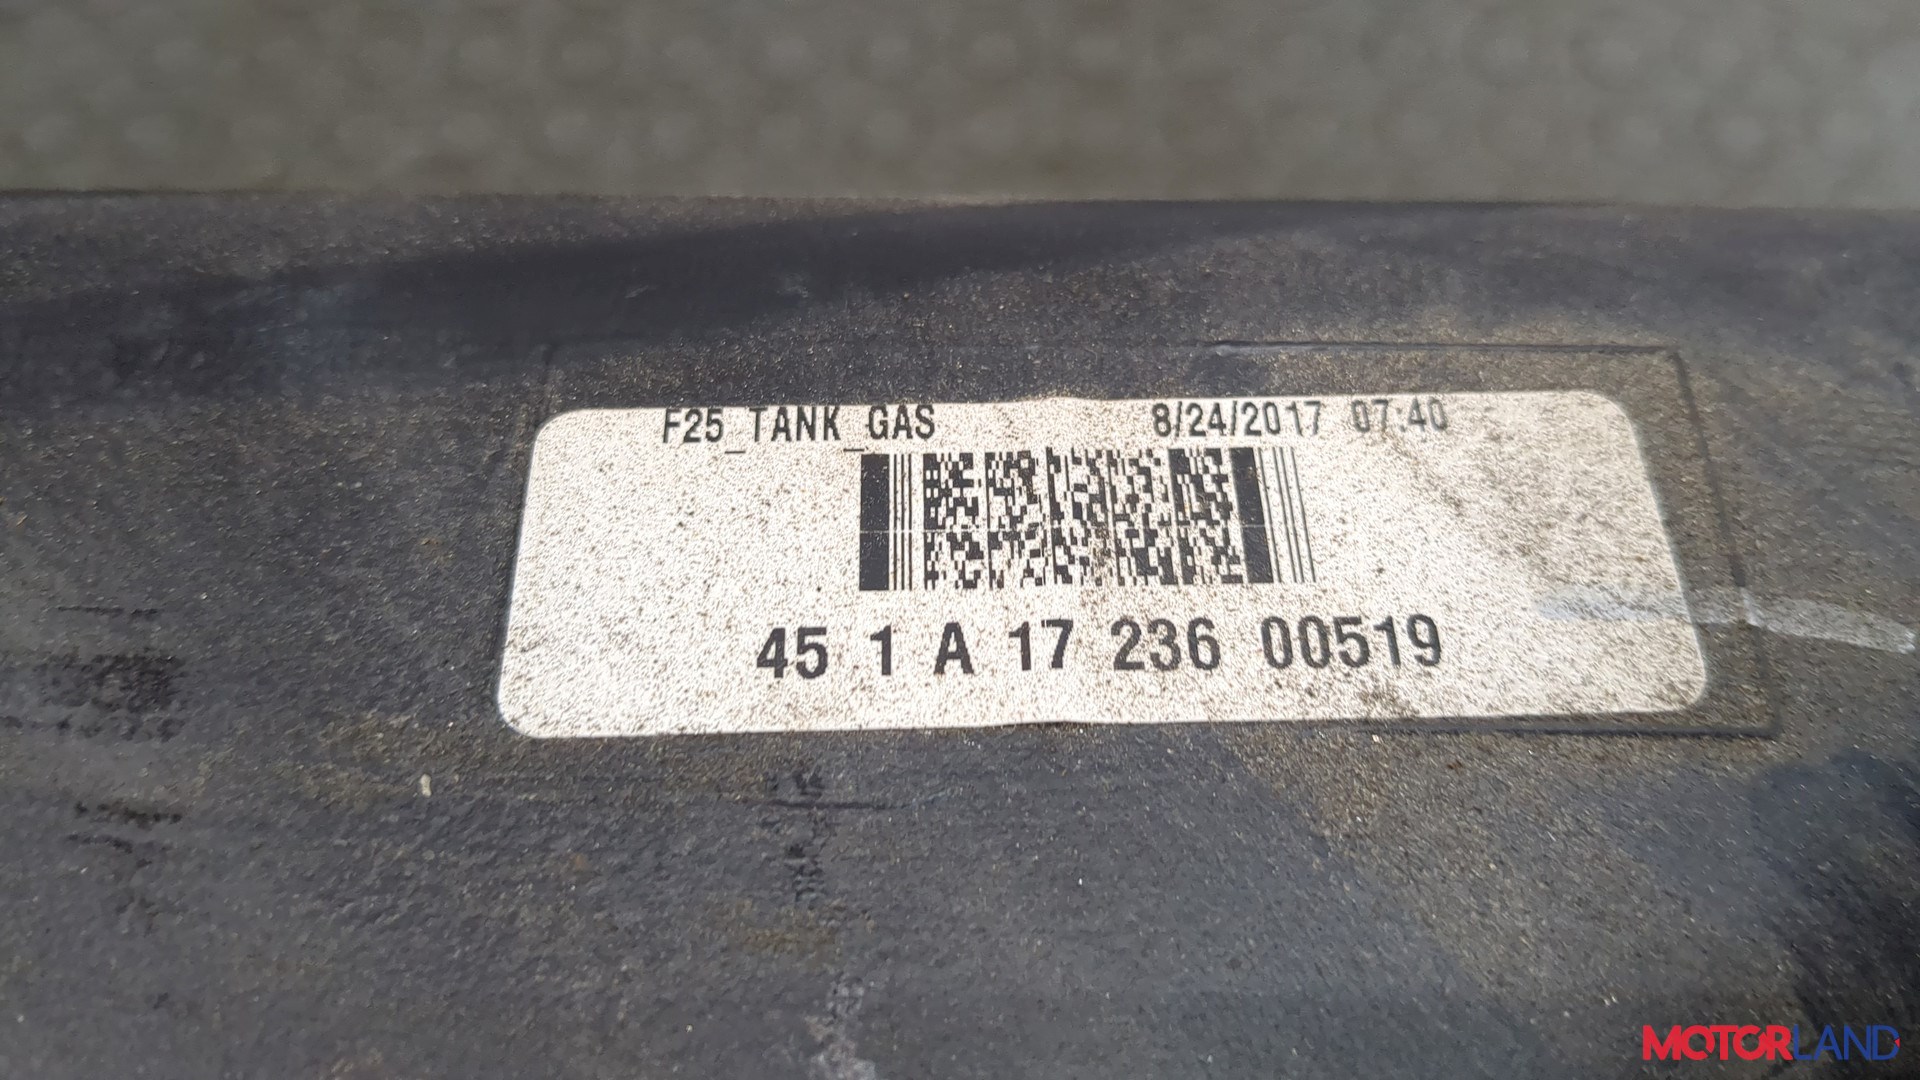 F25_TANK_GAS 8/24/2017 07:40
45 1 A 17 236 00519
MOTORLAND